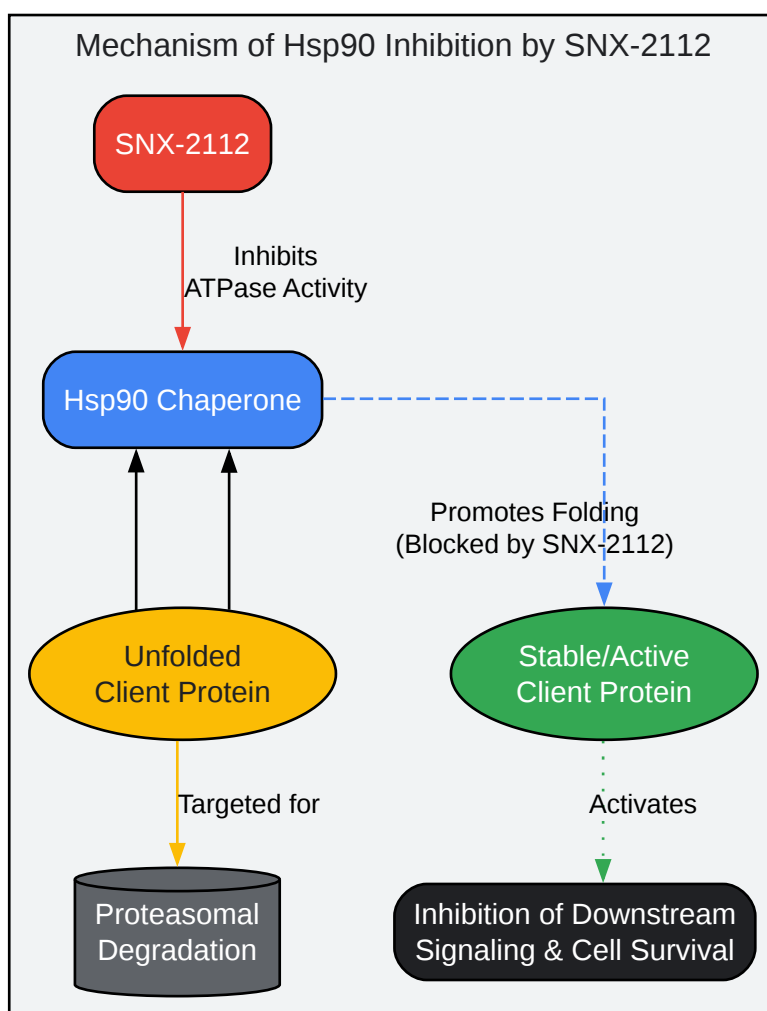 Mechanism of Hsp90 Inhibition by SNX-2112
SNX-2112
Inhibits
ATPase Activity
Hsp90 Chaperone
Promotes Folding
(Blocked by SNX-2112)
Unfolded
Client Protein
Stable/Active
Client Protein
Targeted for
Activates
Proteasomal
Degradation
Inhibition of Downstream
Signaling & Cell Survival